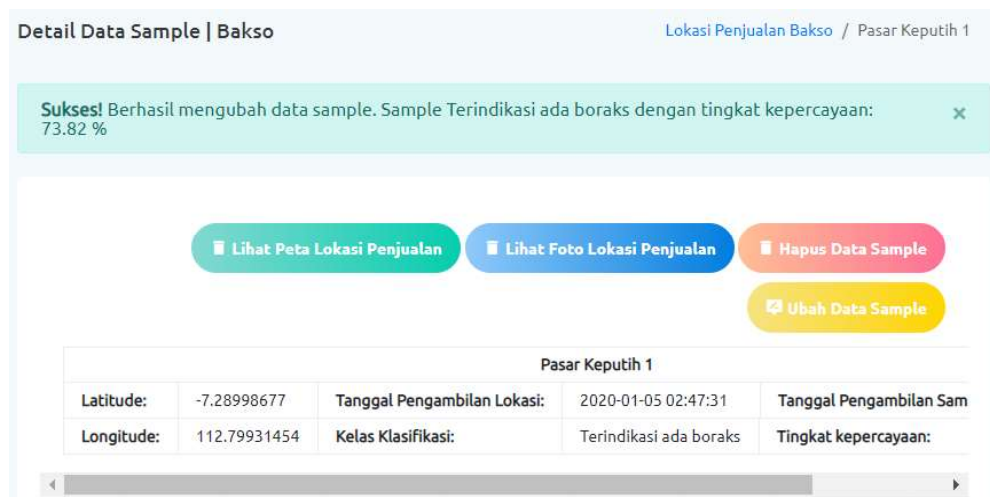 Detail Data Sample | Bakso
Lokasi Penjualan Bakso / Pasar Keputih 1
Sukses! Berhasil mengubah data sample. Sample Terindikasi ada boraks dengan tingkat kepercayaan:
73.82 %
×
Lihat Peta Lokasi Penjualan
Lihat Foto Lokasi Penjualan
Hapus Data Sample
Ubah Data Sample
Pasar Keputih 1
Latitude: -7.28998677 Tanggal Pengambilan Lokasi: 2020-01-05 02:47:31 Tanggal Pengambilan Sam
Longitude: 112.79931454 Kelas Klasifikasi: Terindikasi ada boraks Tingkat kepercayaan: